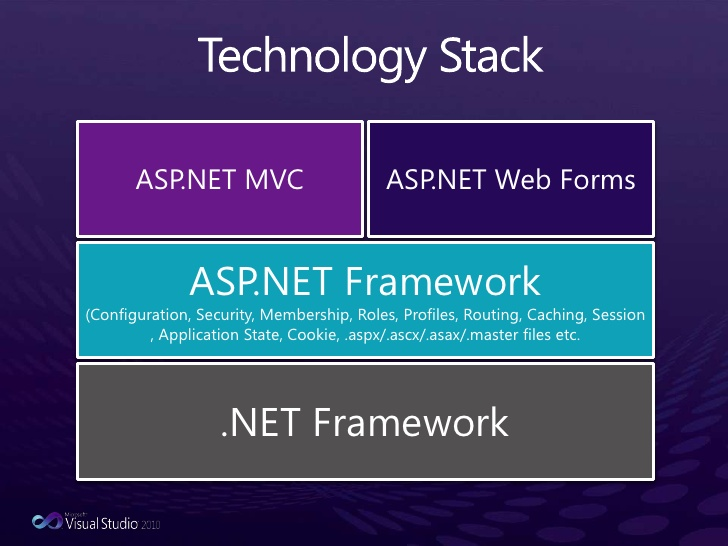 Technology Stack
ASP.NET MVC
ASP.NET Web Forms
ASP.NET Framework
(Configuration, Security, Membership, Roles, Profiles, Routing, Caching, Session
, Application State, Cookie, .aspx/.ascx/.asax/.master files etc.
.NET Framework
Microsoft
Visual Studio 2010